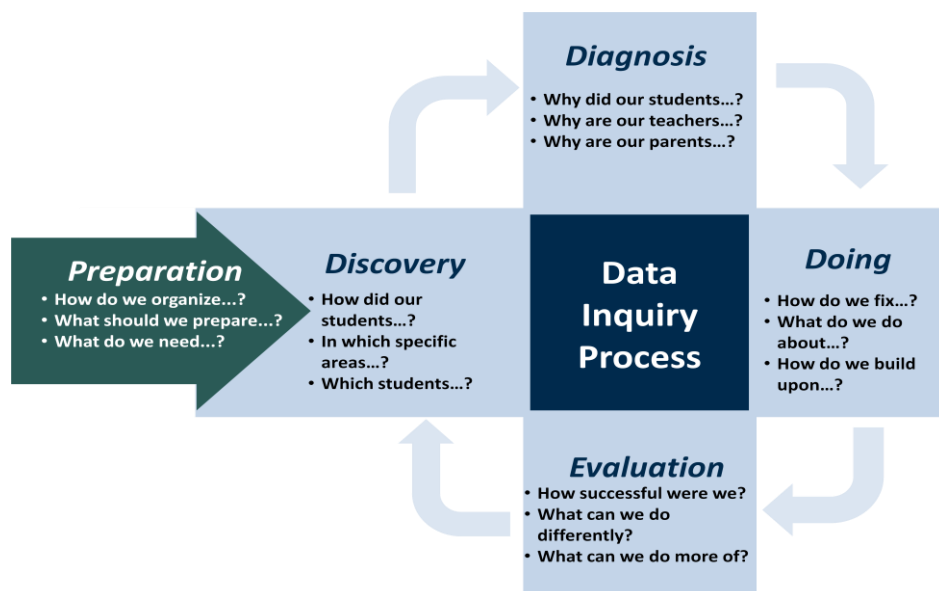 Preparation
• How do we organize...?
• What should we prepare...?
• What do we need...?
Discovery
• How did our
students...?
• In which specific
areas...?
• Which students...?
Diagnosis
• Why did our students...?
• Why are our teachers...?
• Why are our parents...?
Data
Inquiry
Process
Doing
• How do we fix...?
• What do we do
about...?
• How do we build
upon...?
Evaluation
• How successful were we?
• What can we do
differently?
• What can we do more of?